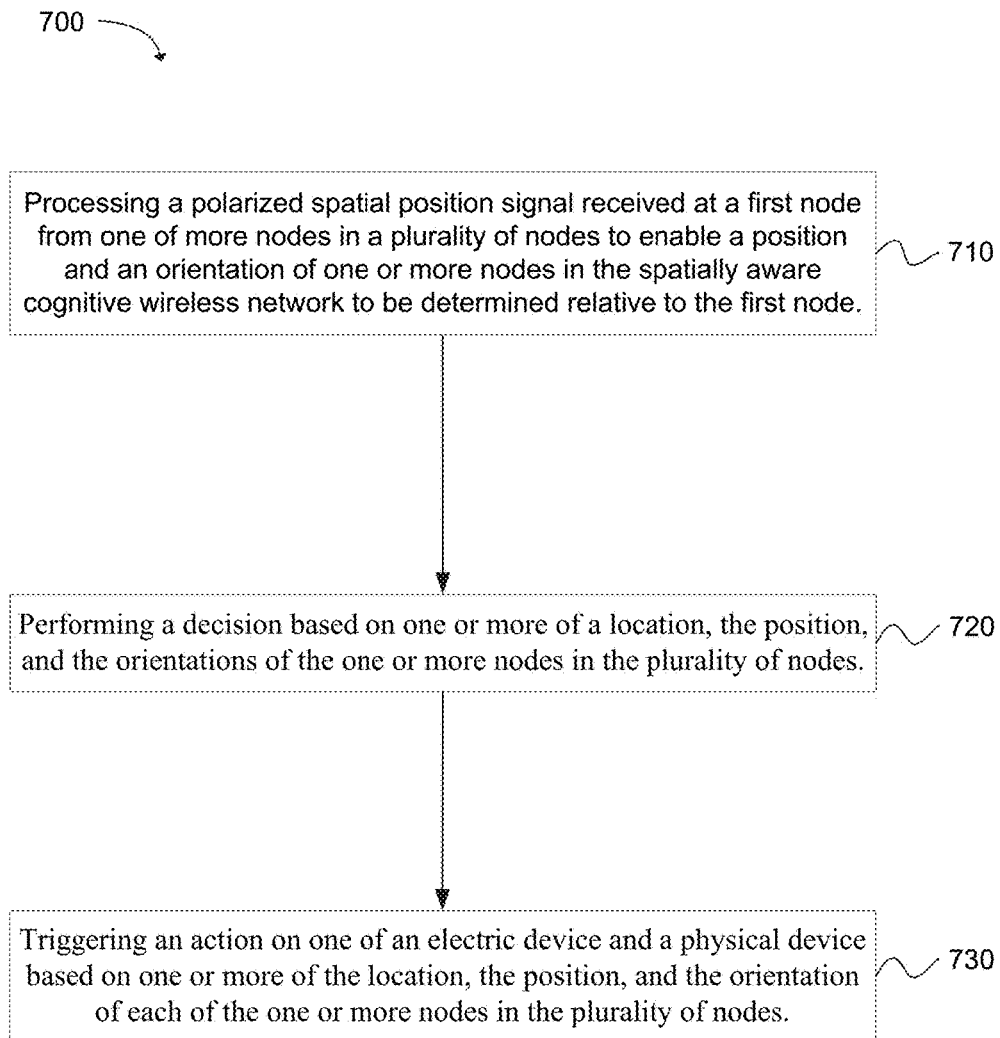 700
Processing a polarized spatial position signal received at a first node
from one of more nodes in a plurality of nodes to enable a position
and an orientation of one or more nodes in the spatially aware
cognitive wireless network to be determined relative to the first node.
710
Performing a decision based on one or more of a location, the position,
and the orientations of the one or more nodes in the plurality of nodes.
720
Triggering an action on one of an electric device and a physical device
based on one or more of the location, the position, and the orientation
of each of the one or more nodes in the plurality of nodes.
730